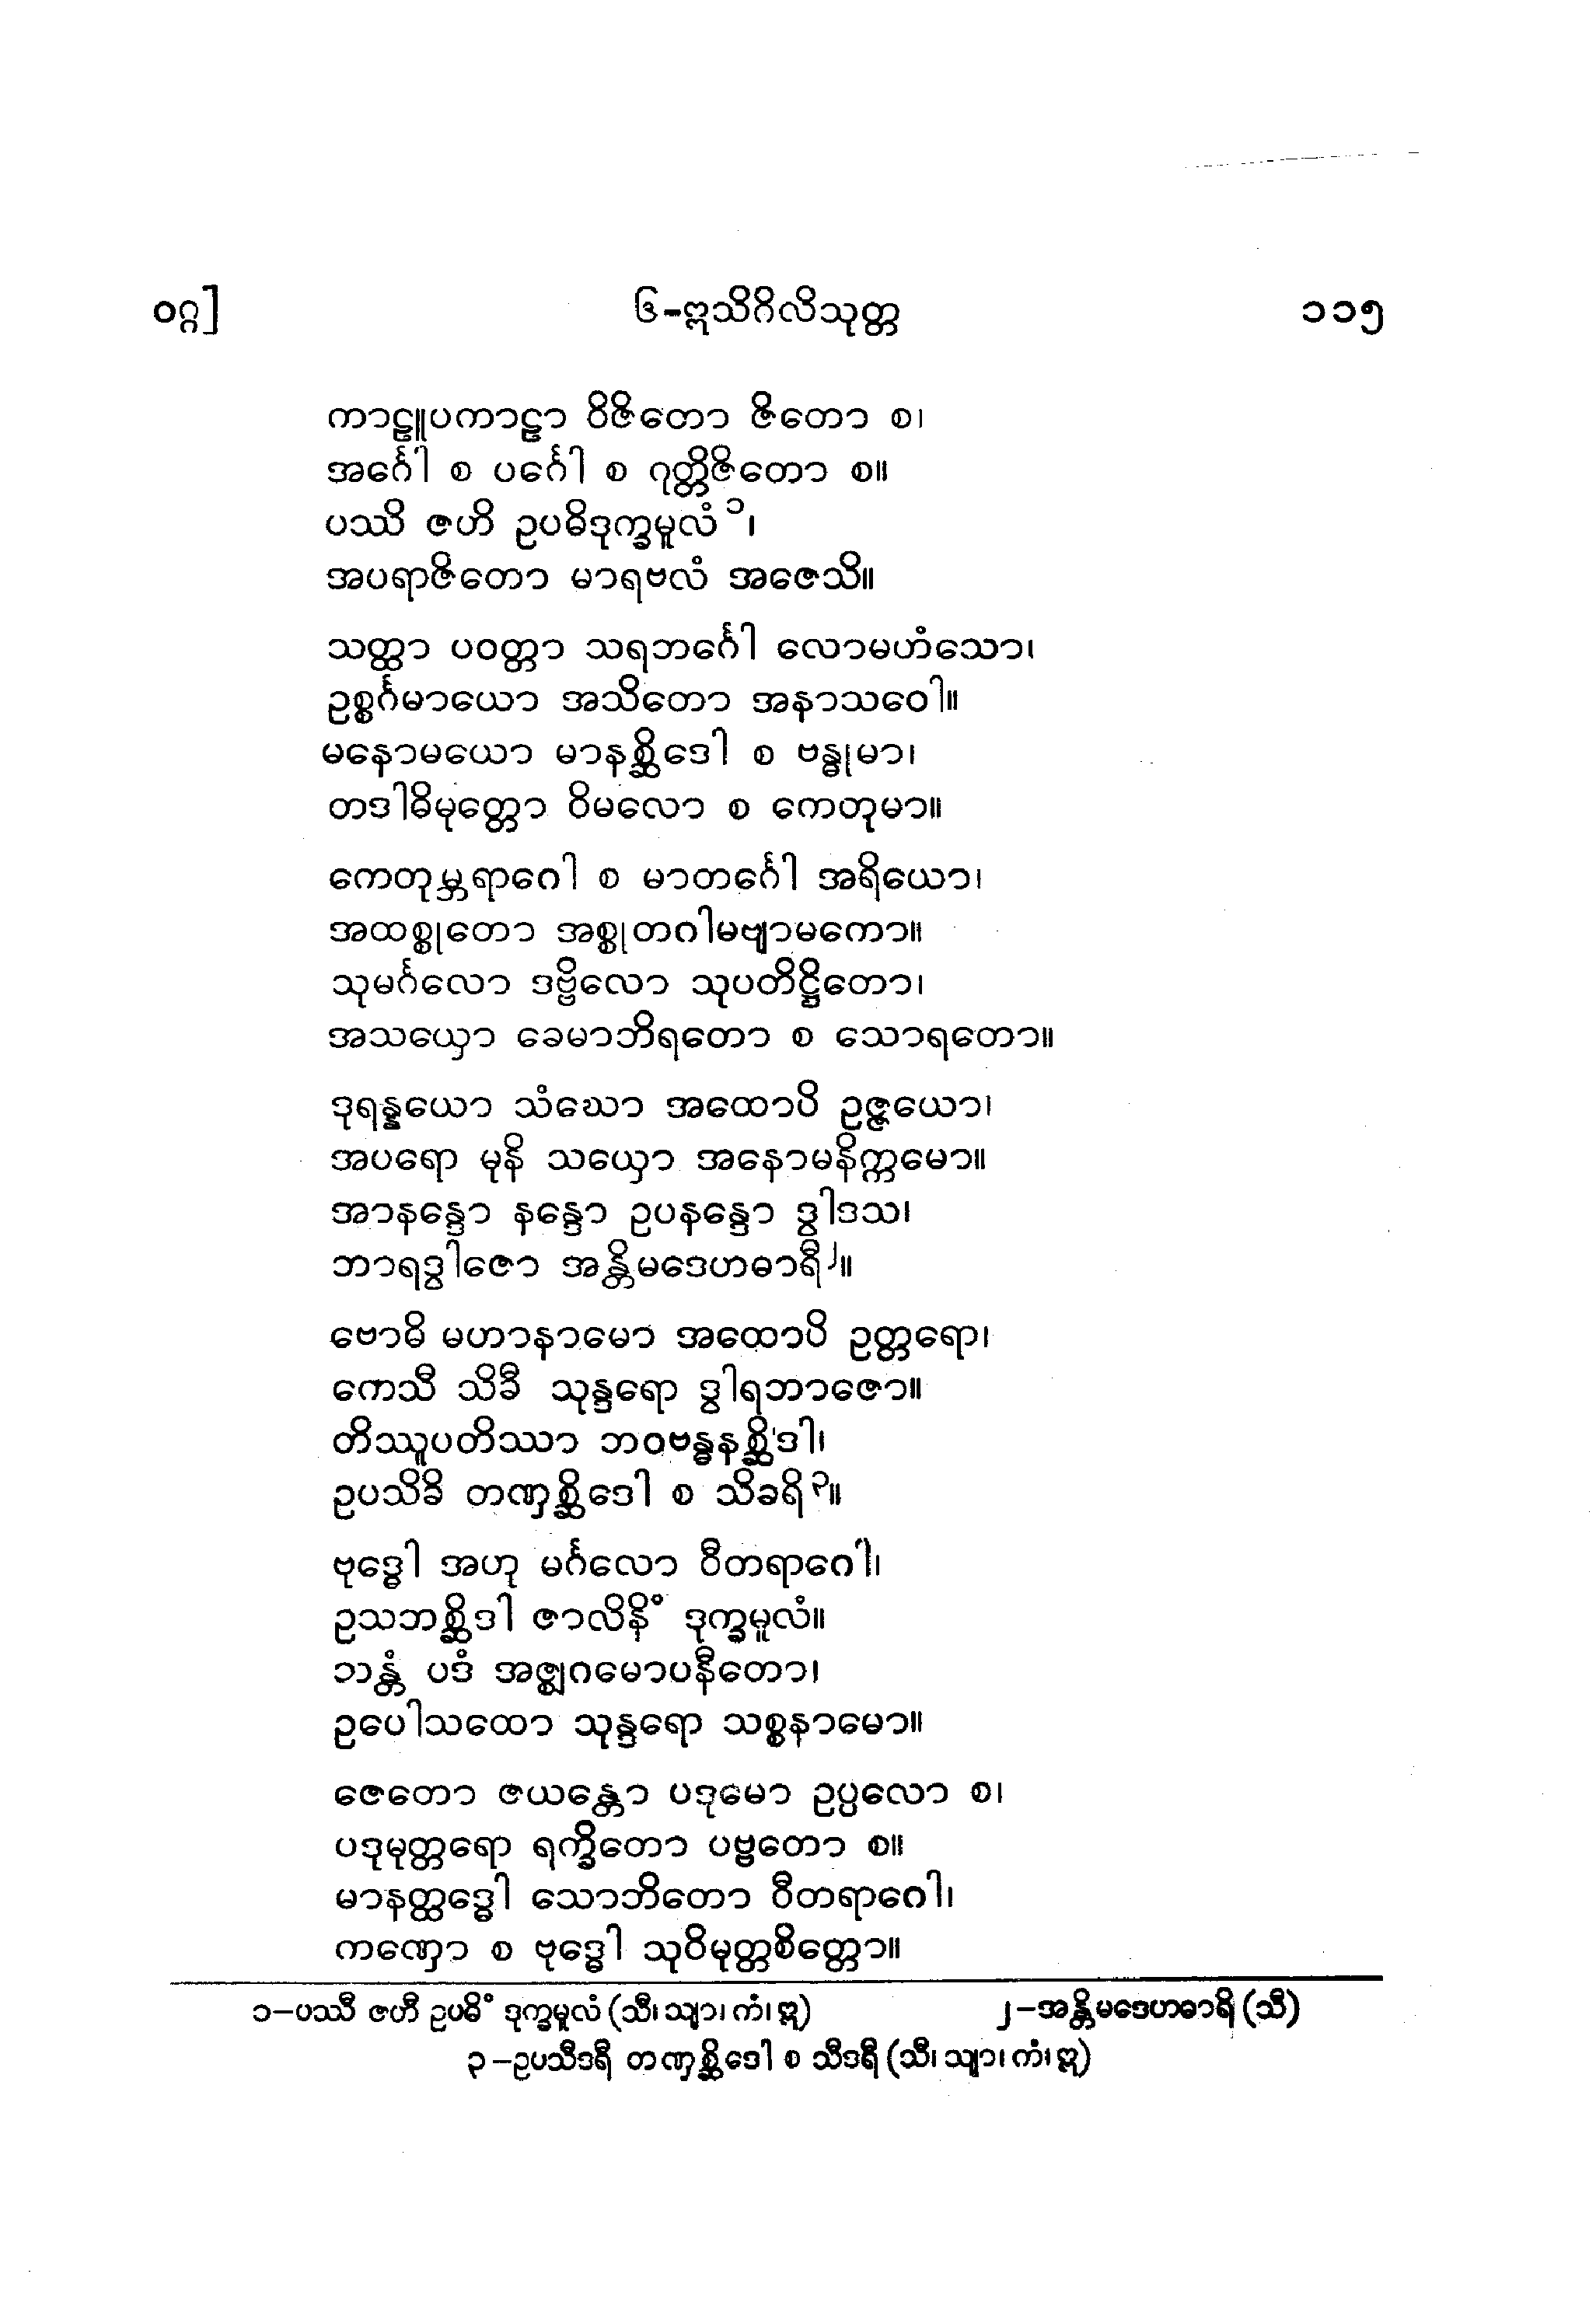 ဝဂ္ဂ] ၆-ဣသိဂိလိသုတ္တ ၁၁၅
ကာဠူပကာဠာ ဝိဇိတော ဇိတော စ၊
အင်္ဂေါ စ ပင်္ဂေါ စ ဂုတ္တိဇိတော စ။
ပဿိ ဇဟိ ဥပဓိဒုက္ခမူလံ ၁၊
အပရာဇိတော မာရဗလံ အဇေသိ။
သတ္ထာ ပဝတ္တာ သရဘင်္ဂေါ လောမဟံသော၊
ဥစ္စင်္ဂမာယော အသိတော အနာသဝေါ။
မနောမယော မာနစ္ဆိဒေါ စ ဗန္ဓုမာ၊
တဒါဓိမုတ္တော ဝိမလော စ ကေတုမာ။
ကေတုမ္ဘရာဂေါ စ မာတင်္ဂေါ အရိယော၊
အထစ္စုတော အစ္စုတဂါမဗျာမကော။
သုမင်္ဂလော ဒဗ္ဗိလော သုပတိဋ္ဌိတော၊
အသယှော ခေမာဘိရတော စ သောရတော။
ဒုရန္နယော သံဃော အထောပိ ဥဇ္ဇယော၊
အပရော မုနိ သယှော အနောမနိက္ကမော။
အာနန္ဒော နန္ဒော ဥပနန္ဒော ဒွါဒသ၊
ဘာရဒွါဇော အန္တိမဒေဟဓာရီ ၂။
ဗောဓိ မဟာနာမော အထောပိ ဥတ္တရော၊
ကေသီ သိခီ သုန္ဒရော ဒွါရဘာဇော။
တိဿူပတိဿာ ဘဝဗန္ဓနစ္ဆိဒါ၊
ဥပသိခိ တဏှစ္ဆိဒေါ စ သိခရိ ၃။
ဗုဒ္ဓေါ အဟု မင်္ဂလော ဝီတရာဂေါ၊
ဥသဘစ္ဆိဒါ ဇာလိနိံ ဒုက္ခမူလံ။
သန္တံ ပဒံ အဇ္ဈဂမောပနီတော၊
ဥပေါသထော သုန္ဒရော သစ္စနာမော။
ဇေတော ဇယန္တော ပဒုမော ဥပ္ပလော စ၊
ပဒုမုတ္တရော ရက္ခိတော ပဗ္ဗတော စ။
မာနတ္ထဒ္ဓေါ သောဘိတော ဝီတရာဂေါ၊
ကဏှော စ ဗုဒ္ဓေါ သုဝိမုတ္တစိတ္တော။
၁-ပဿီ ဇဟီ ဥပဓိံ ဒုက္ခမူလံ (သီ၊ သျာ၊ ကံ၊ ဣ) ၂-အန္တိမဒေဟဓာရိ (သီ)
၃-ဥပသီဒရီ တဏှစ္ဆိဒေါ စ သီဒရီ (သီ၊ သျာ၊ ကံ၊ ဣ)